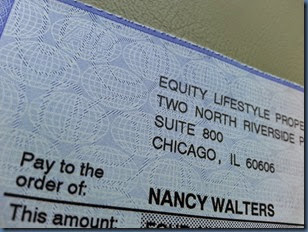 EQUITY LIFESTYLE PROPE
TWO NORTH RIVERSIDE P
SUITE 800
CHICAGO, IL 60606
Pay to the
order of:
NANCY WALTERS
This amount: